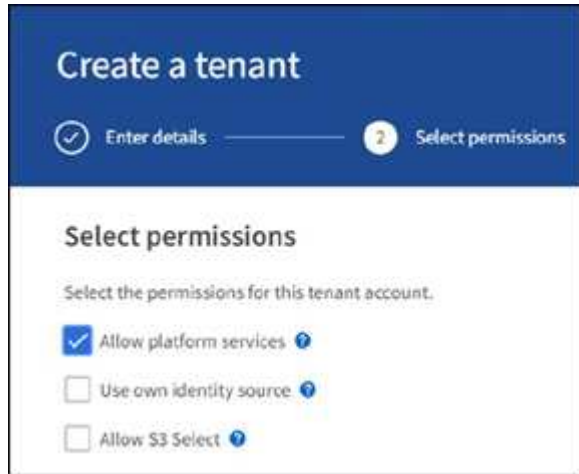 Create a tenant
Enter details
2 Select permissions
Select permissions
Select the permissions for this tenant account.
Allow platform services ?
Use own identity source ?
Allow S3 Select ?